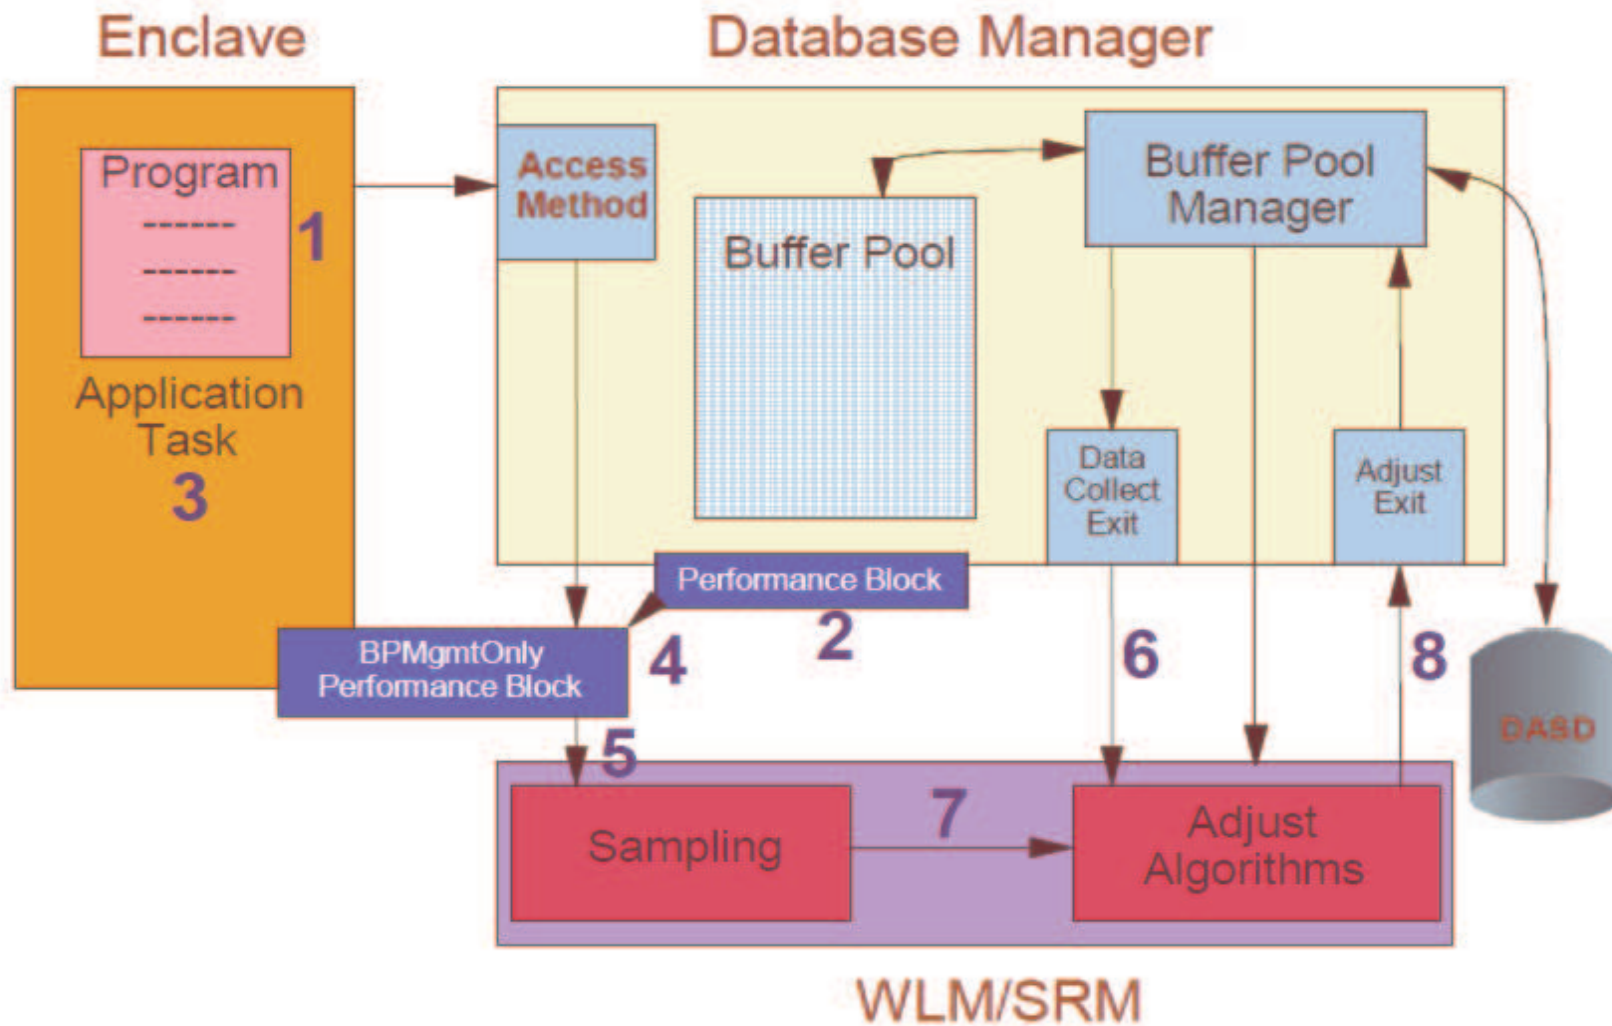 Enclave
Database Manager
Program
------
------
------
1
Application
Task
3
Access
Method
Buffer Pool
Buffer Pool
Manager
Data
Collect
Exit
Adjust
Exit
Performance Block
2
BPMgmtOnly
Performance Block
4
5
6
8
DASD
Sampling
7
Adjust
Algorithms
WLM/SRM